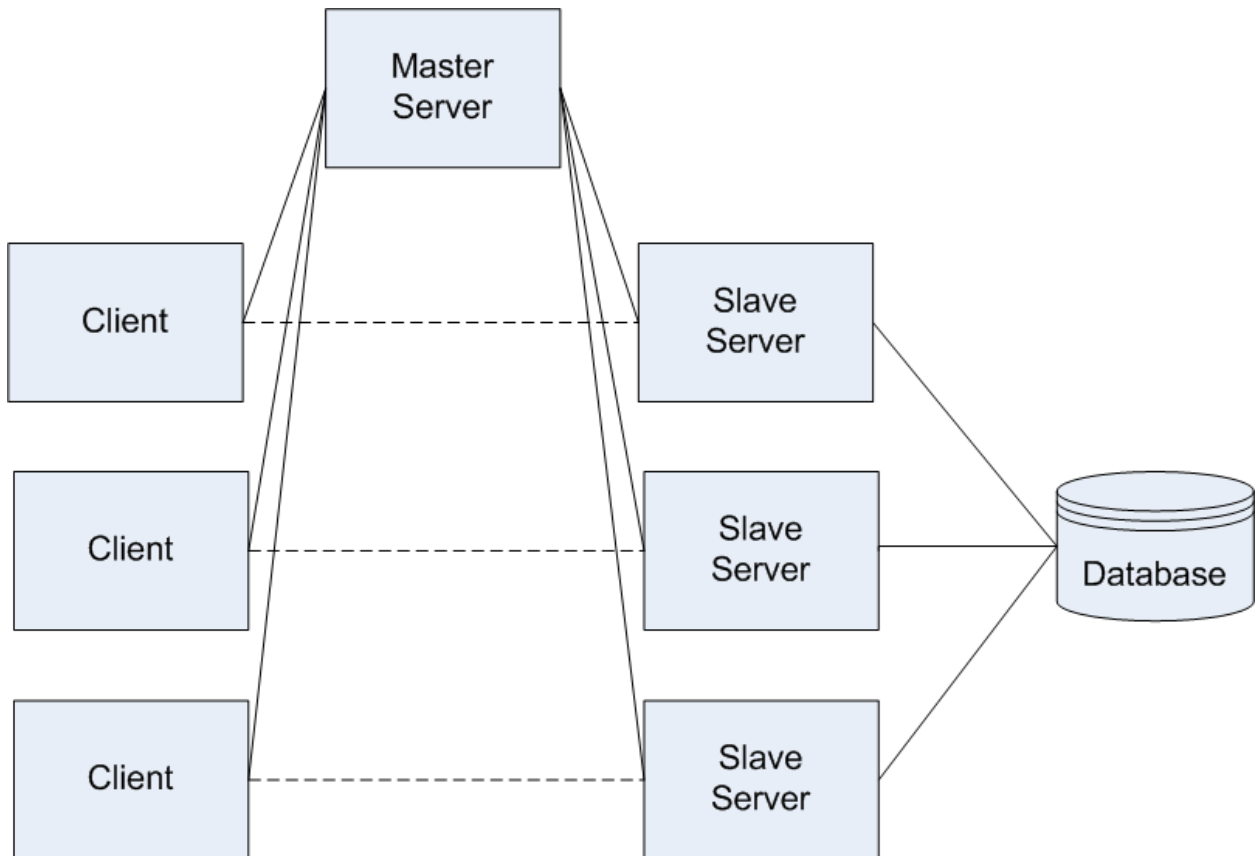 Master
Server
Client
Slave
Server
Client
Slave
Server
Database
Client
Slave
Server